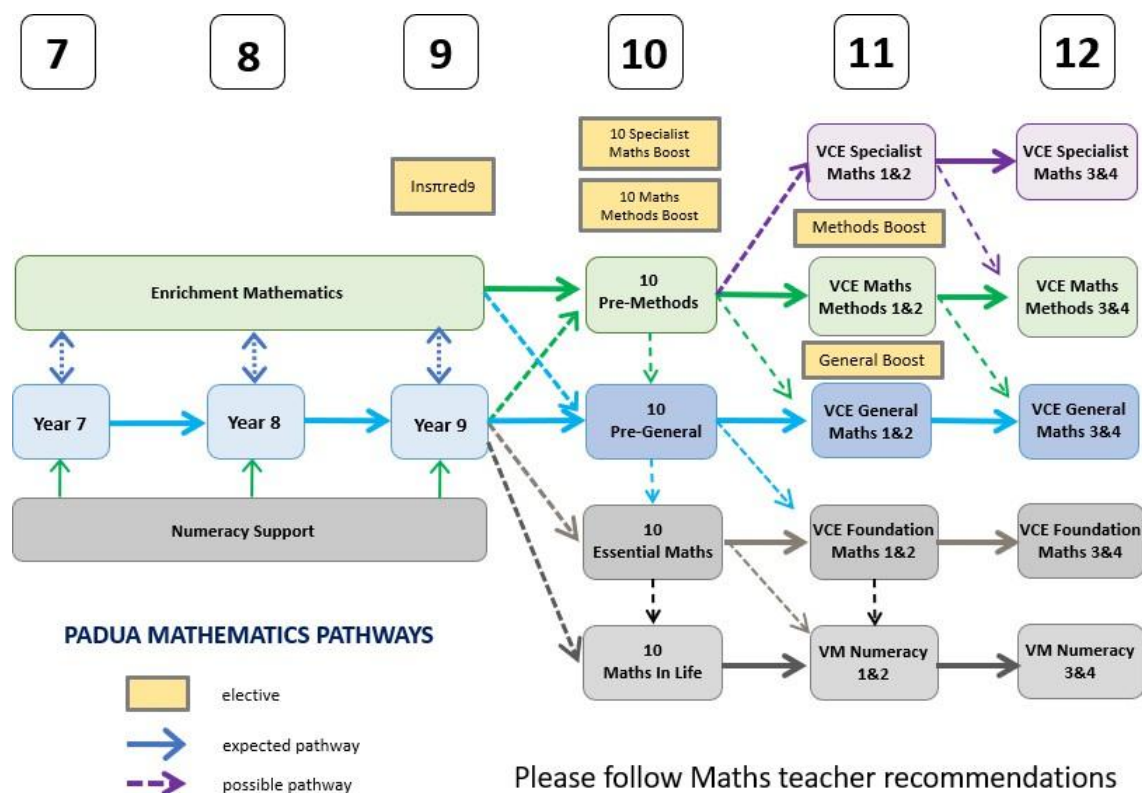 7
8
9
10
11
12
10 Specialist
Maths Boost
VCE Specialist
Maths 1&2
VCE Specialist
Maths 3&4
Insπred9
10 Maths
Methods Boost
Methods Boost
Enrichment Mathematics
10
Pre-Methods
VCE Maths
Methods 1&2
VCE Maths
Methods 3&4
General Boost
Year 7
Year 8
Year 9
10
Pre-General
VCE General
Maths 1&2
VCE General
Maths 3&4
Numeracy Support
10
Essential Maths
VCE Foundation
Maths 1&2
VCE Foundation
Maths 3&4
10
Maths In Life
VM Numeracy
1&2
VM Numeracy
3&4
PADUA MATHEMATICS PATHWAYS
elective
expected pathway
possible pathway
Please follow Maths teacher recommendations